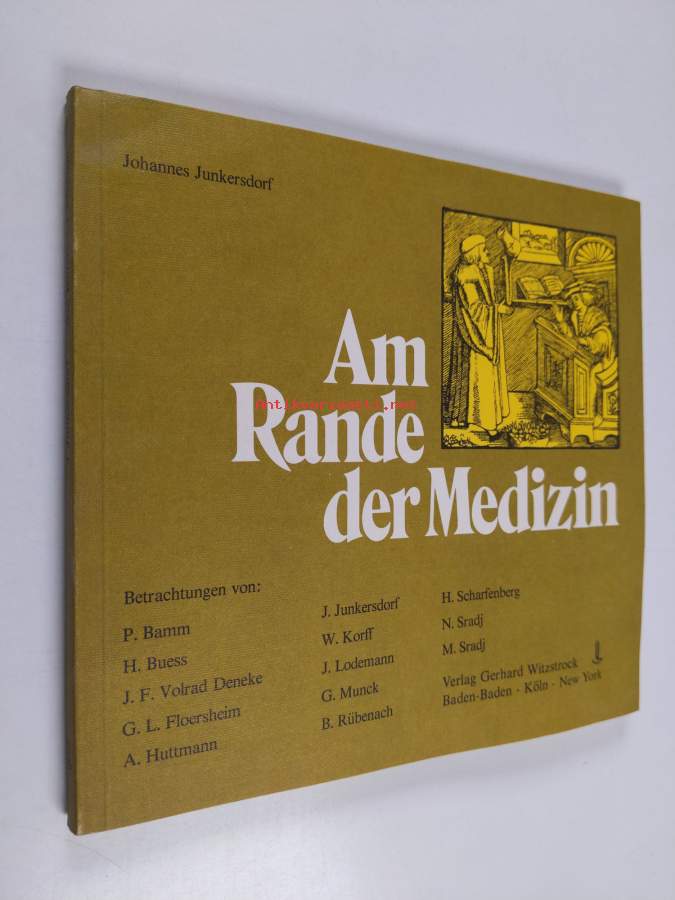 Johannes Junkersdorf
Am
Rande
der Medizin
antikvariaatti.net
Betrachtungen von:
P. Bamm
H. Buess
J. F. Volrad Deneke
G. L. Floersheim
A. Huttmann
J. Junkersdorf
W. Korff
J. Lodemann
G. Munck
B. Rübenach
H. Scharfenberg
N. Sradj
M. Sradj
Verlag Gerhard Witzstrock
Baden-Baden · Köln · New York